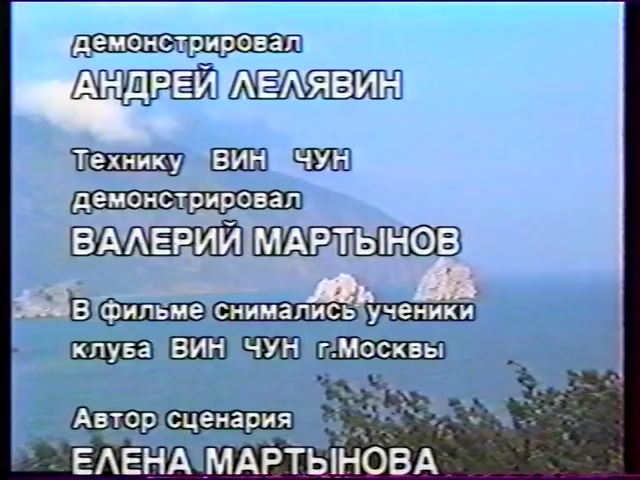 демонстрировал
АНДРЕЙ ЛЕЛЯВИН
Технику ВИН ЧУН
демонстрировал
ВАЛЕРИЙ МАРТЫНОВ
В фильме снимались ученики
клуба ВИН ЧУН г.Москвы
Автор сценария
ЕЛЕНА МАРТЫНОВА